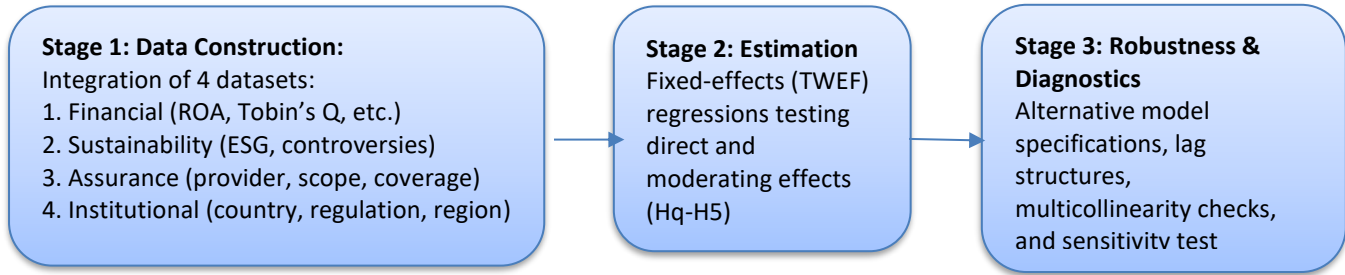 Stage 1: Data Construction:
Integration of 4 datasets:
1. Financial (ROA, Tobin’s Q, etc.)
2. Sustainability (ESG, controversies)
3. Assurance (provider, scope, coverage)
4. Institutional (country, regulation, region)
Stage 2: Estimation
Fixed-effects (TWEF)
regressions testing
direct and
moderating effects
(Hq-H5)
Stage 3: Robustness &
Diagnostics
Alternative model
specifications, lag
structures,
multicollinearity checks,
and sensitivity test